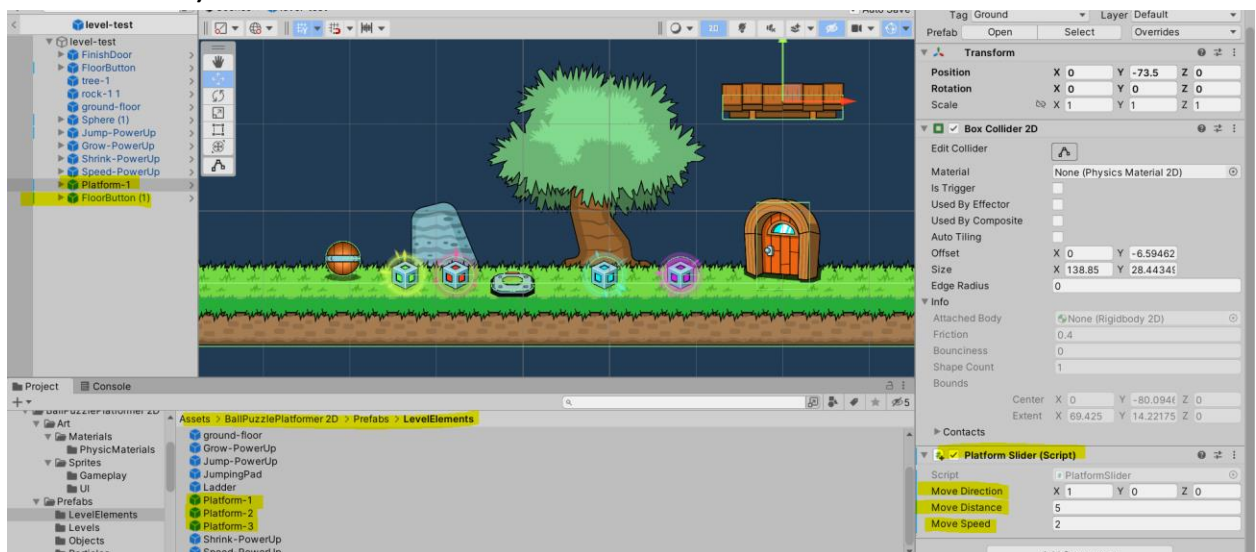 level-test
Auto Save
2D
level-test
FinishDoor
FloorButton
tree-1
rock-1 1
ground-floor
Sphere (1)
Jump-PowerUp
Grow-PowerUp
Shrink-PowerUp
Speed-PowerUp
Platform-1
FloorButton (1)
Tag Ground Layer Default
Prefab Open Select Overrides
Transform
Position X 0 Y -73.5 Z 0
Rotation X 0 Y 0 Z 0
Scale X 1 Y 1 Z 1
Box Collider 2D
Edit Collider
Material None (Physics Material 2D)
Is Trigger
Used By Effector
Used By Composite
Auto Tiling
Offset X 0 Y -6.59462
Size X 138.85 Y 28.44349
Edge Radius 0
Info
Attached Body None (Rigidbody 2D)
Friction 0.4
Bounciness 0
Shape Count 1
Bounds
Center X 0 Y -80.0946 Z 0
Extent X 69.425 Y 14.22175 Z 0
Contacts
Platform Slider (Script)
Script PlatformSlider
Move Direction X 1 Y 0 Z 0
Move Distance 5
Move Speed 2
Project Console
5
BallPuzzlePlatformer 2D
Art
Materials
PhysicMaterials
Sprites
Gameplay
UI
Prefabs
LevelElements
Levels
Objects
Assets > BallPuzzlePlatformer 2D > Prefabs > LevelElements
ground-floor
Grow-PowerUp
Jump-PowerUp
JumpingPad
Ladder
Platform-1
Platform-2
Platform-3
Shrink-PowerUp
Speed-PowerUp